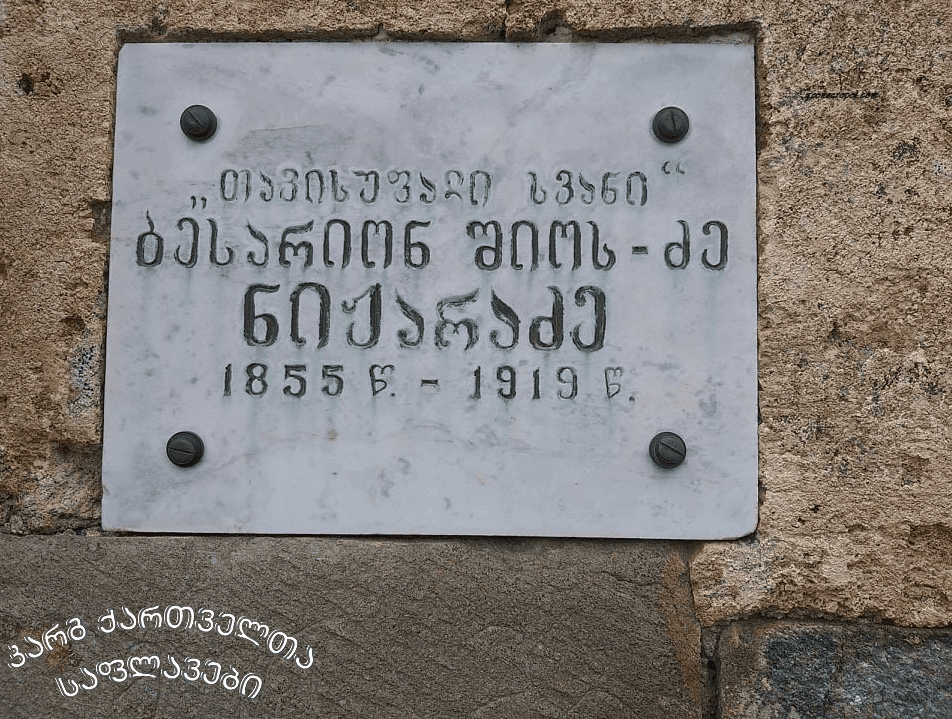 „თავისუფალი სვანი“
ბესარიონ შიოს-ძე
ნიჟარაძე
1855 წ. - 1919 წ.
კარგ ქართველთა
საფლავები